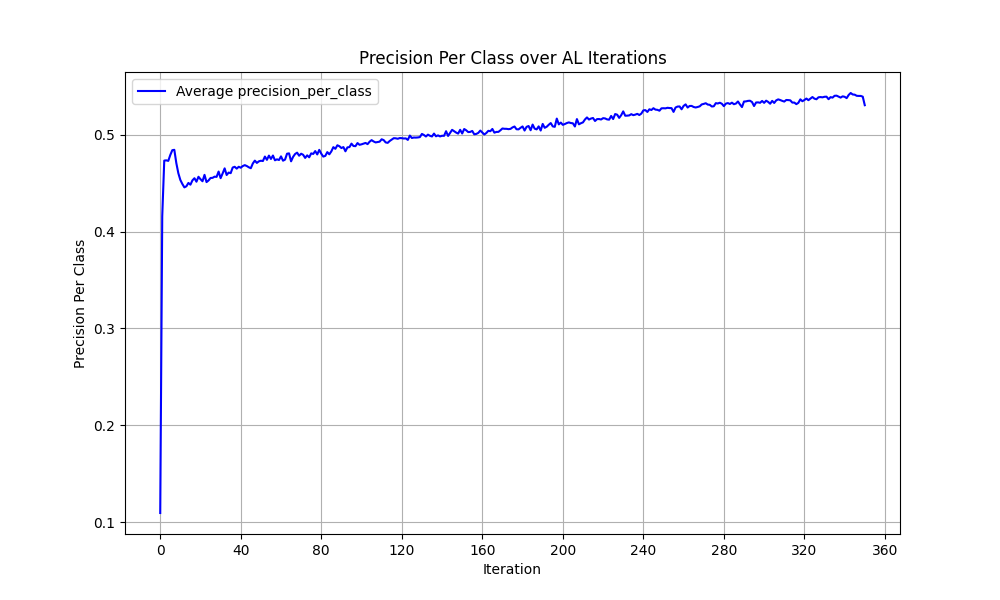 Precision Per Class over AL Iterations
Average precision_per_class
Precision Per Class
0.5
0.4
0.3
0.2
0.1
0 40 80 120 160 200 240 280 320 360
Iteration